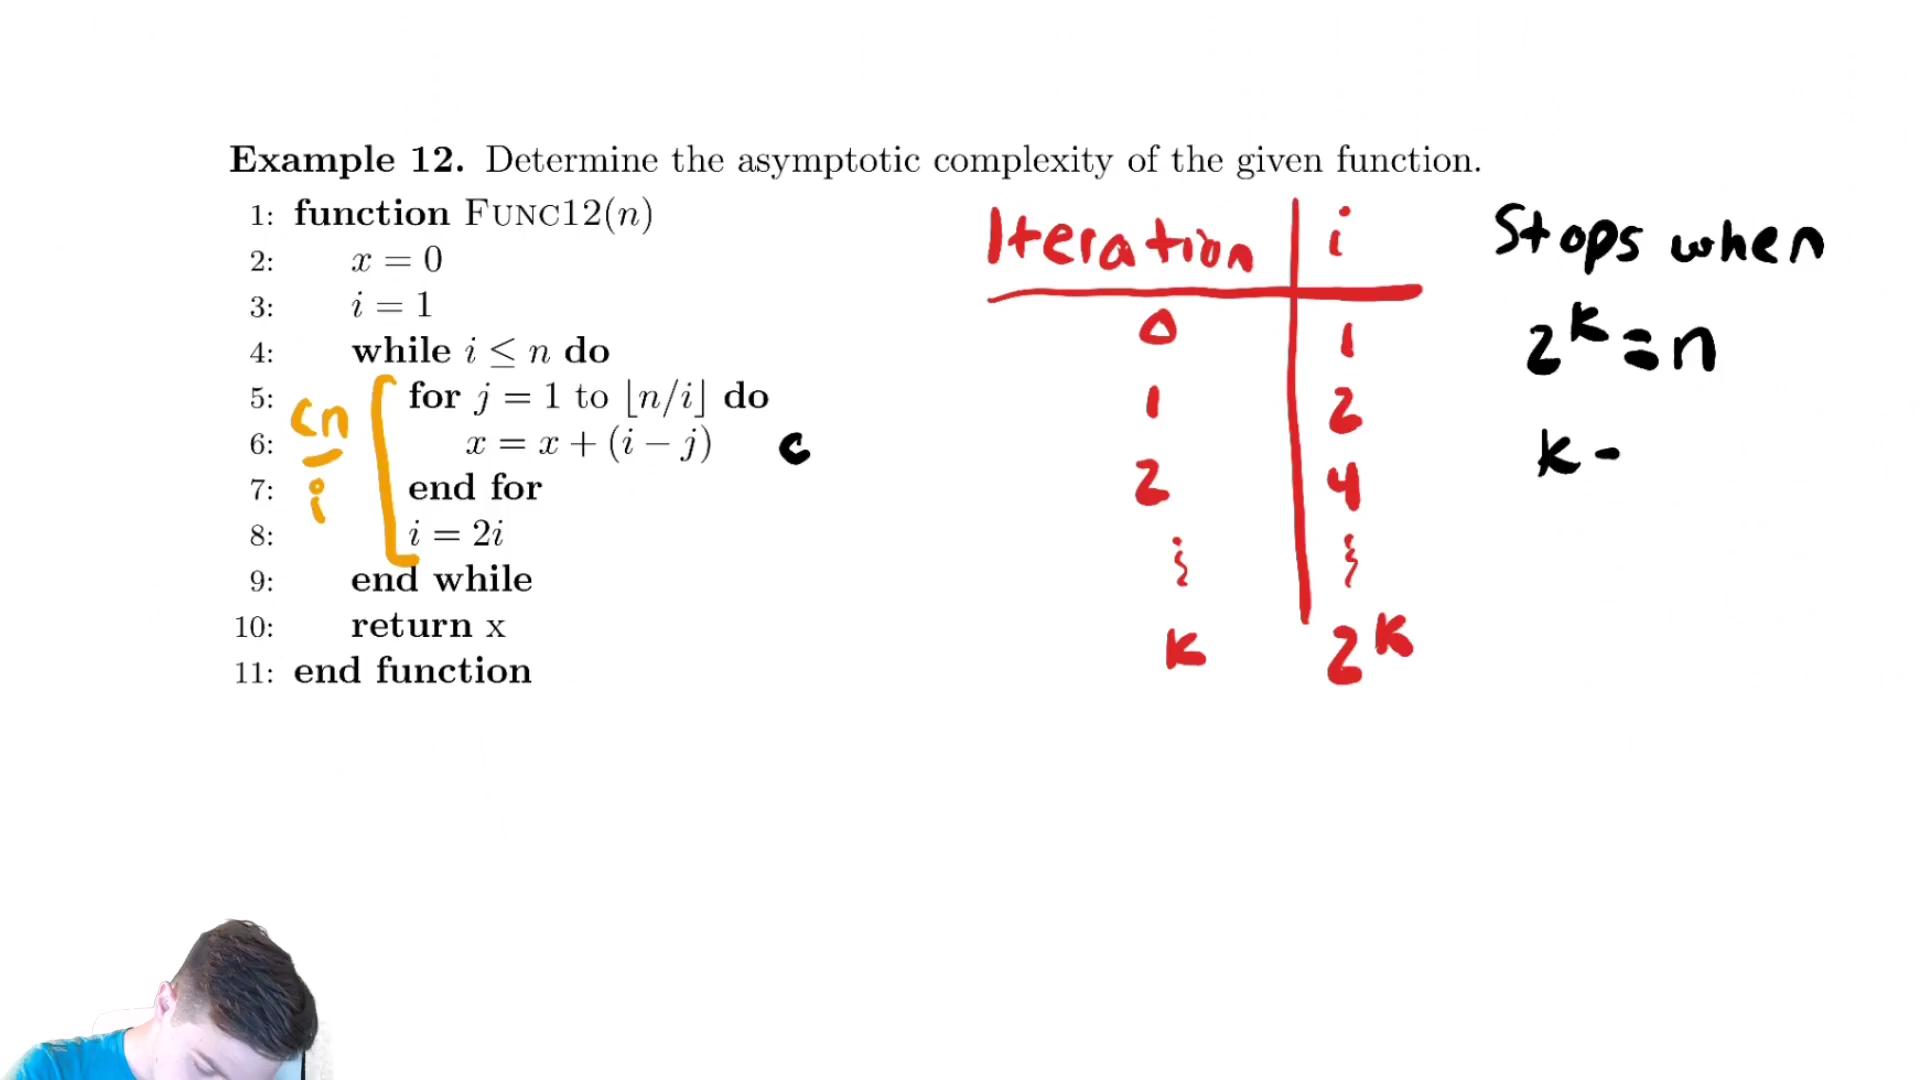 Example 12. Determine the asymptotic complexity of the given function.
1: function FUNC12(n)
2: x = 0
3: i = 1
4: while i ≤ n do
5: for j = 1 to ⌊n/i⌋ do
6: x = x + (i − j)
7: end for
8: i = 2i
9: end while
10: return x
11: end function
cn
i
c
Iteration i
0 1
1 2
2 4
⋮ ⋮
k 2^k
Stops when
2^k = n
k -